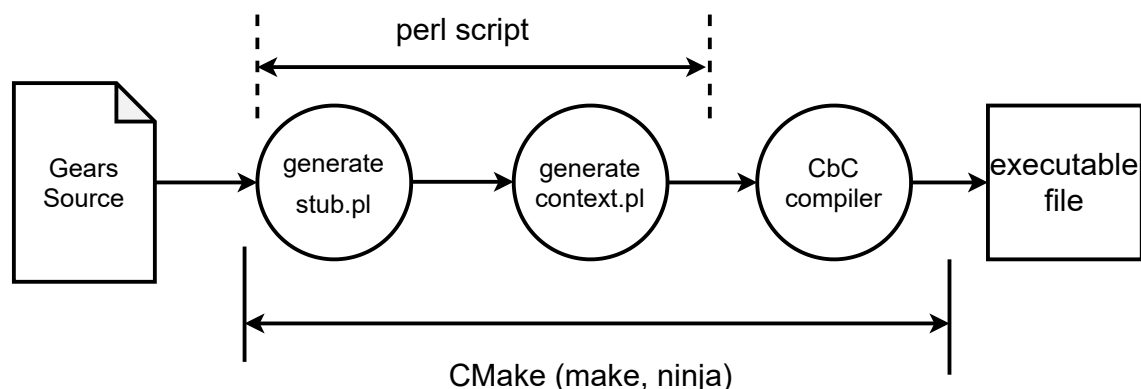 perl script
Gears
Source
generate
stub.pl
generate
context.pl
CbC
compiler
executable
file
CMake (make, ninja)